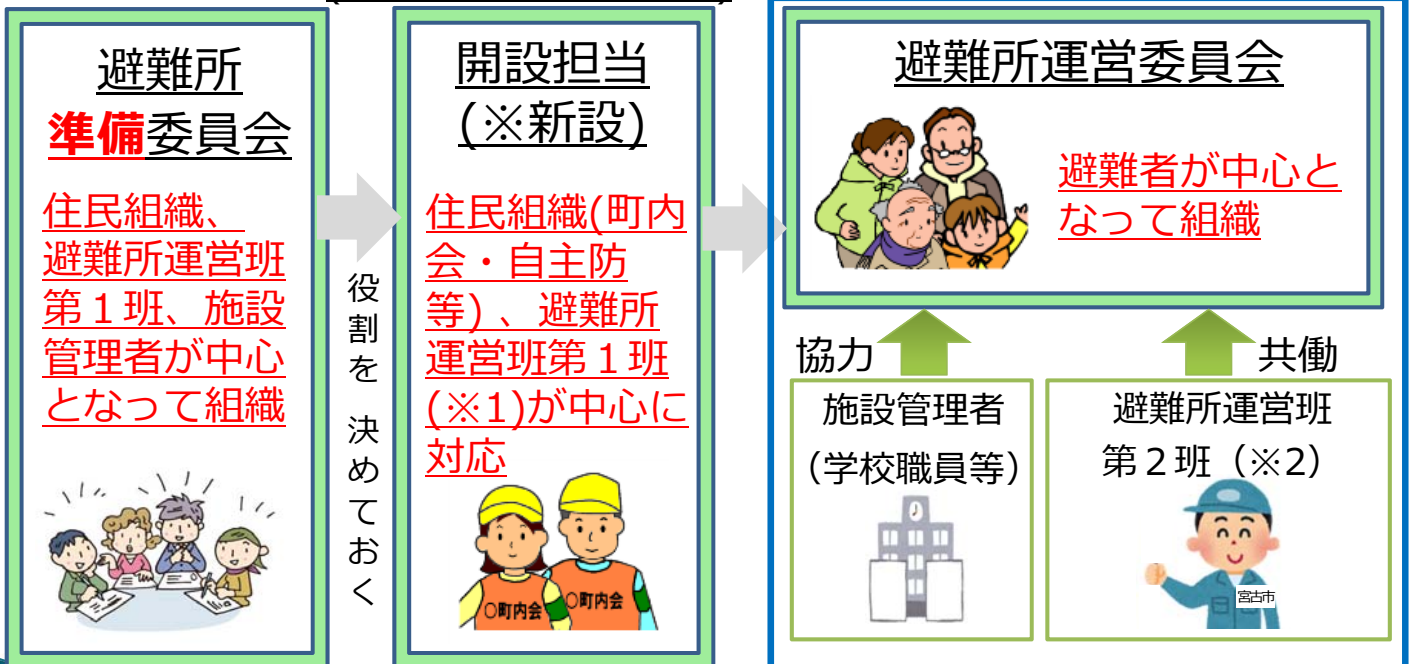 避難所
準備委員会
住民組織、
避難所運営班
第１班、施設
管理者が中心
となって組織
役割を 決めておく
開設担当
(※新設)
住民組織(町内
会・自主防
等) 、避難所
運営班第１班
(※1)が中心に
対応
○町内会
○町内会
避難所運営委員会
避難者が中心と
なって組織
協力
共働
施設管理者
（学校職員等）
避難所運営班
第２班（※2）
宮古市